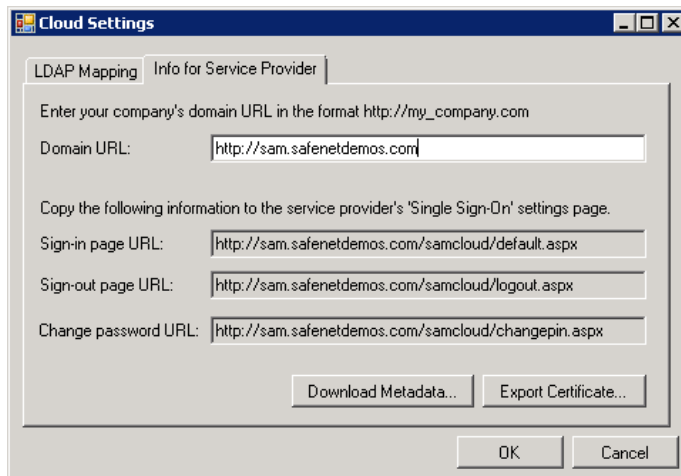 Cloud Settings
LDAP Mapping Info for Service Provider
Enter your company's domain URL in the format http://my_company.com
Domain URL: http://sam.safenetdemos.com
Copy the following information to the service provider's 'Single Sign-On' settings page.
Sign-in page URL: http://sam.safenetdemos.com/samcloud/default.aspx
Sign-out page URL: http://sam.safenetdemos.com/samcloud/logout.aspx
Change password URL: http://sam.safenetdemos.com/samcloud/changepin.aspx
Download Metadata... Export Certificate...
OK Cancel